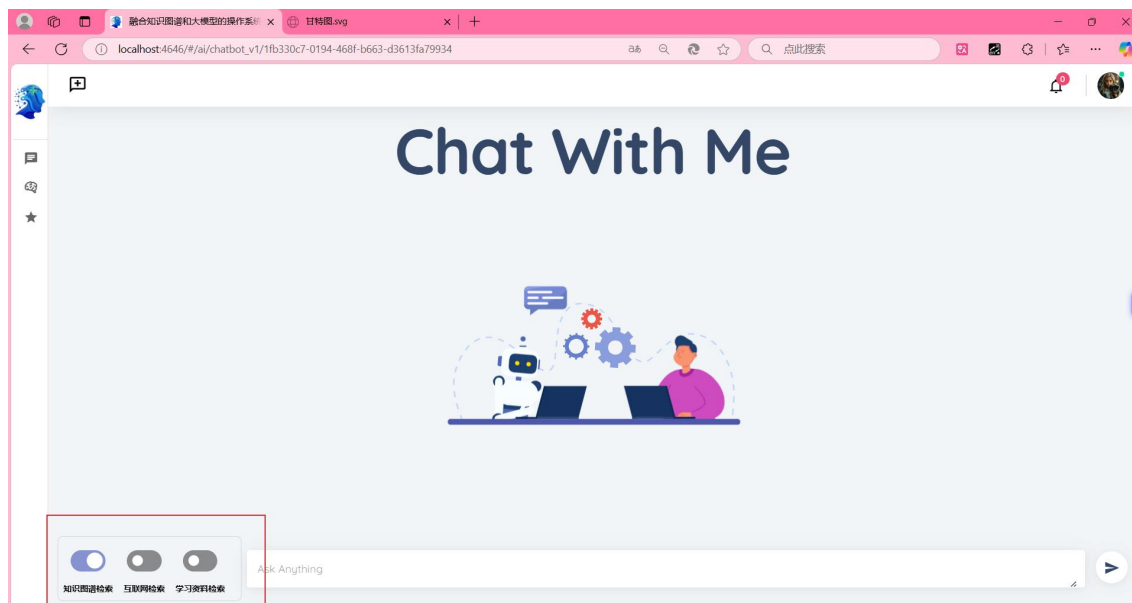 融合知识图谱和大模型的操作系统
甘特图.svg
localhost:4646/#/ai/chatbot_v1/1fb330c7-0194-468f-b663-d3613fa79934
aあ
点此搜索
0
Chat With Me
知识图谱检索 互联网检索 学习资料检索
Ask Anything